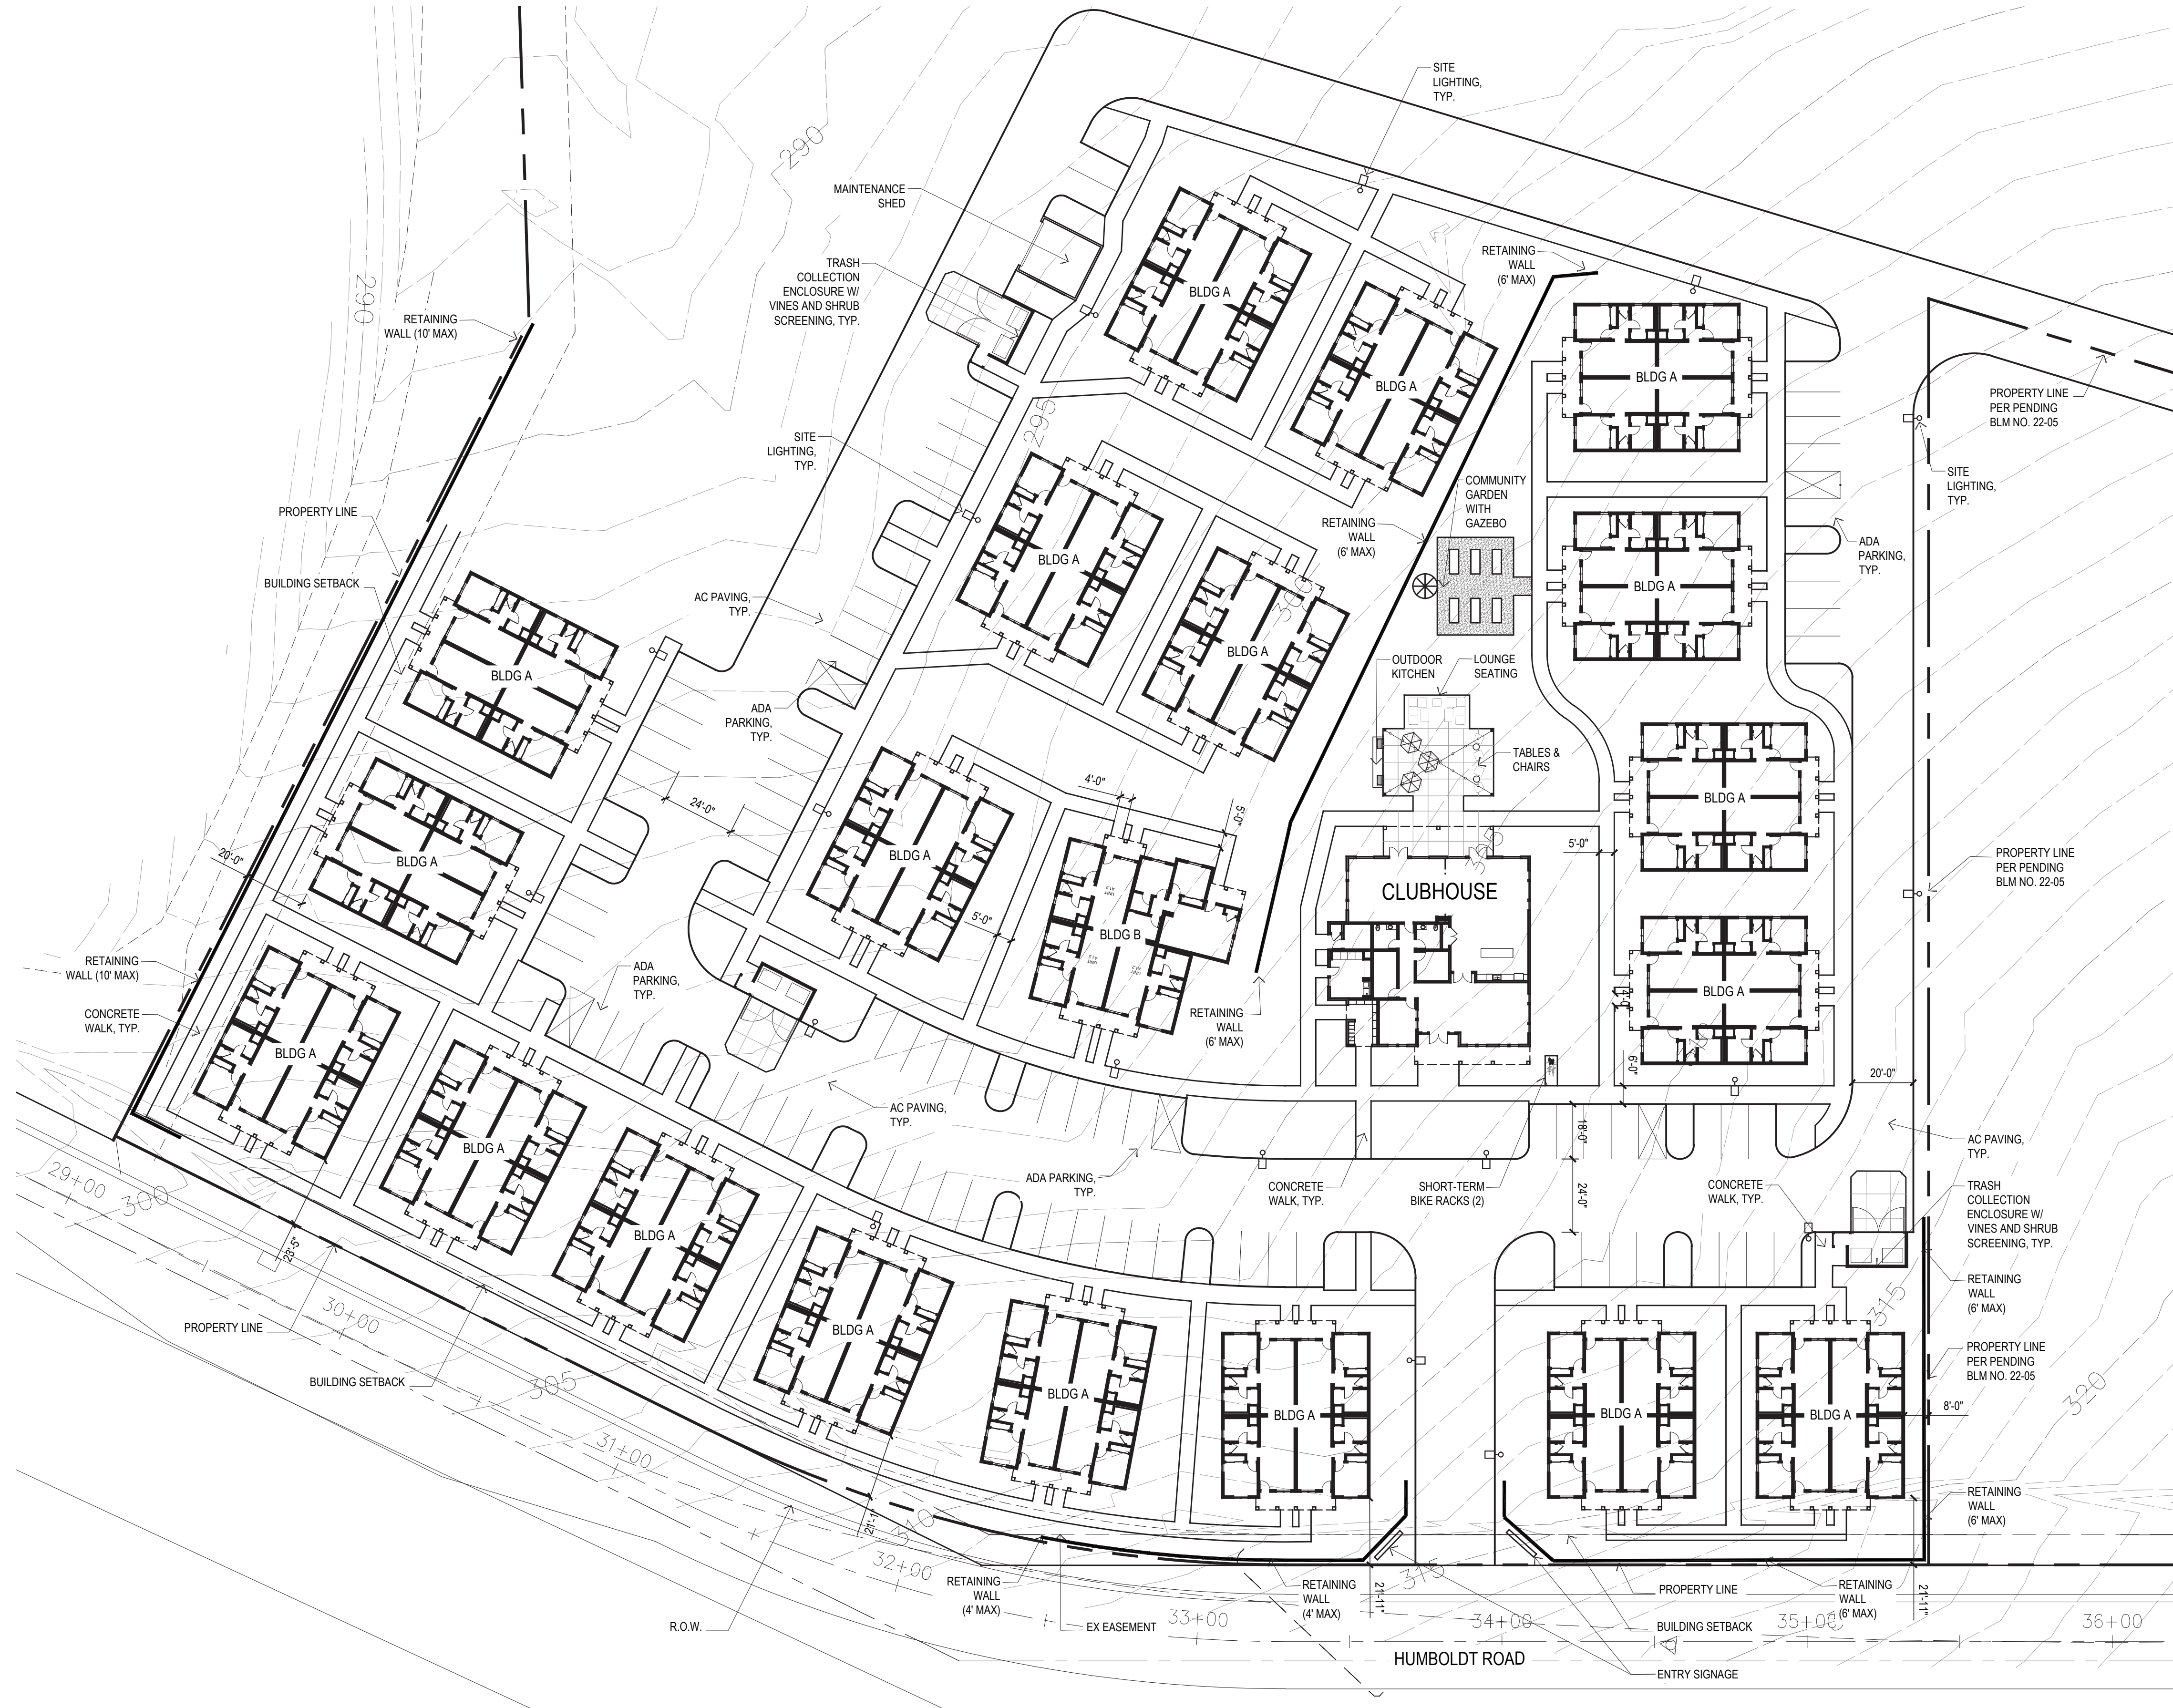 SITE
LIGHTING,
TYP.
290
MAINTENANCE
SHED
TRASH
COLLECTION
ENCLOSURE W/
VINES AND SHRUB
SCREENING, TYP.
290
RETAINING
WALL (10' MAX)
RETAINING
WALL
(6' MAX)
BLDG A
BLDG A
BLDG A
PROPERTY LINE
PER PENDING
BLM NO. 22-05
295
SITE
LIGHTING,
TYP.
SITE
LIGHTING,
TYP.
COMMUNITY
GARDEN
WITH
GAZEBO
PROPERTY LINE
RETAINING
WALL
(6' MAX)
ADA
PARKING,
TYP.
BLDG A
BLDG A
BUILDING SETBACK
AC PAVING,
TYP.
300
BLDG A
BLDG A
OUTDOOR
KITCHEN
LOUNGE
SEATING
ADA
PARKING,
TYP.
TABLES &
CHAIRS
4'-0"
5'-0"
24'-0"
BLDG A
20'-0"
BLDG A
BLDG A
5'-0"
PROPERTY LINE
PER PENDING
BLM NO. 22-05
CLUBHOUSE
5'-0"
BLDG B
UNIT
UNIT
UNIT
RETAINING
WALL (10' MAX)
ADA
PARKING,
TYP.
BLDG A
4'-0"
RETAINING
WALL
(6' MAX)
CONCRETE
WALK, TYP.
BLDG A
6'-0"
20'-0"
AC PAVING,
TYP.
18'-0"
AC PAVING,
TYP.
BLDG A
29+00
300
ADA PARKING,
TYP.
CONCRETE
WALK, TYP.
SHORT-TERM
BIKE RACKS (2)
24'-0"
CONCRETE
WALK, TYP.
TRASH
COLLECTION
ENCLOSURE W/
VINES AND SHRUB
SCREENING, TYP.
BLDG A
23'-5"
RETAINING
WALL
(6' MAX)
315
30+00
PROPERTY LINE
BLDG A
PROPERTY LINE
PER PENDING
BLM NO. 22-05
BUILDING SETBACK
305
BLDG A
320
8'-0"
BLDG A
BLDG A
BLDG A
31+00
RETAINING
WALL
(6' MAX)
310
32+00
315
RETAINING
WALL
(4' MAX)
RETAINING
WALL
(4' MAX)
21'-11"
PROPERTY LINE
RETAINING
WALL
(6' MAX)
21'-11"
R.O.W.
EX EASEMENT
33+00
34+00
BUILDING SETBACK
35+00
36+00
HUMBOLDT ROAD
ENTRY SIGNAGE